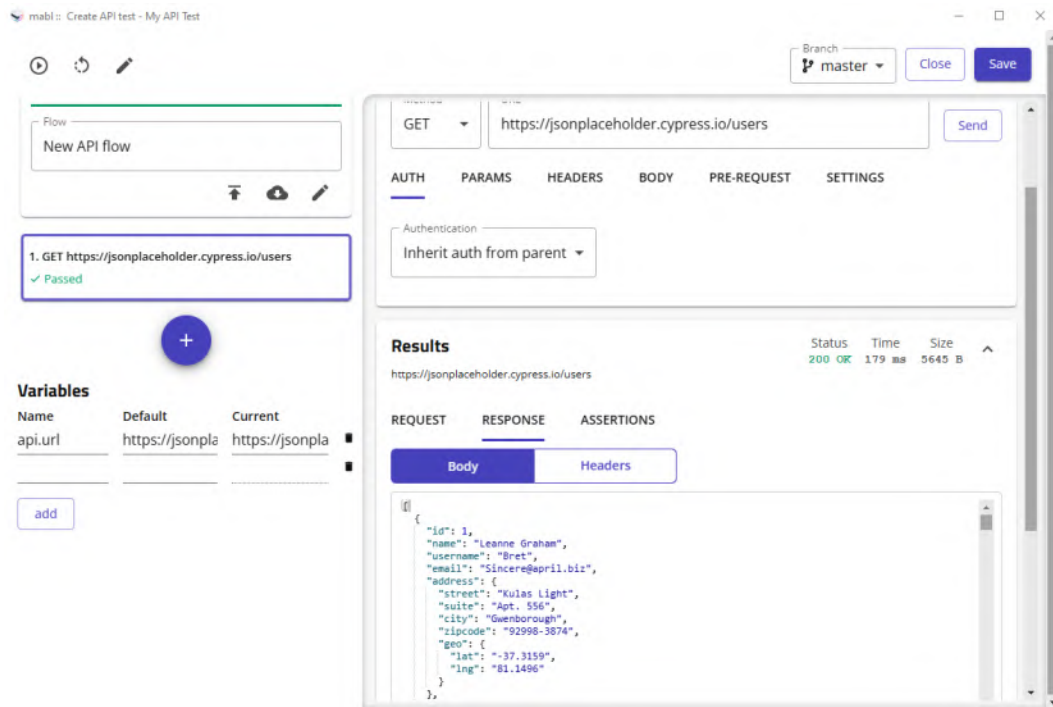 mabl :: Create API test - My API Test
Branch
master
Close
Save
Flow
New API flow
1. GET https://jsonplaceholder.cypress.io/users
Passed
+
Variables
Name Default Current
api.url https://jsonpla https://jsonpla
add
GET https://jsonplaceholder.cypress.io/users Send
AUTH PARAMS HEADERS BODY PRE-REQUEST SETTINGS
Authentication
Inherit auth from parent
Results
Status Time Size
200 OK 179 ms 5645 B
https://jsonplaceholder.cypress.io/users
REQUEST RESPONSE ASSERTIONS
Body Headers
[
{
"id": 1,
"name": "Leanne Graham",
"username": "Bret",
"email": "Sincere@april.biz",
"address": {
"street": "Kulas Light",
"suite": "Apt. 556",
"city": "Gwenborough",
"zipcode": "92998-3874",
"geo": {
"lat": "-37.3159",
"lng": "81.1496"
}
},